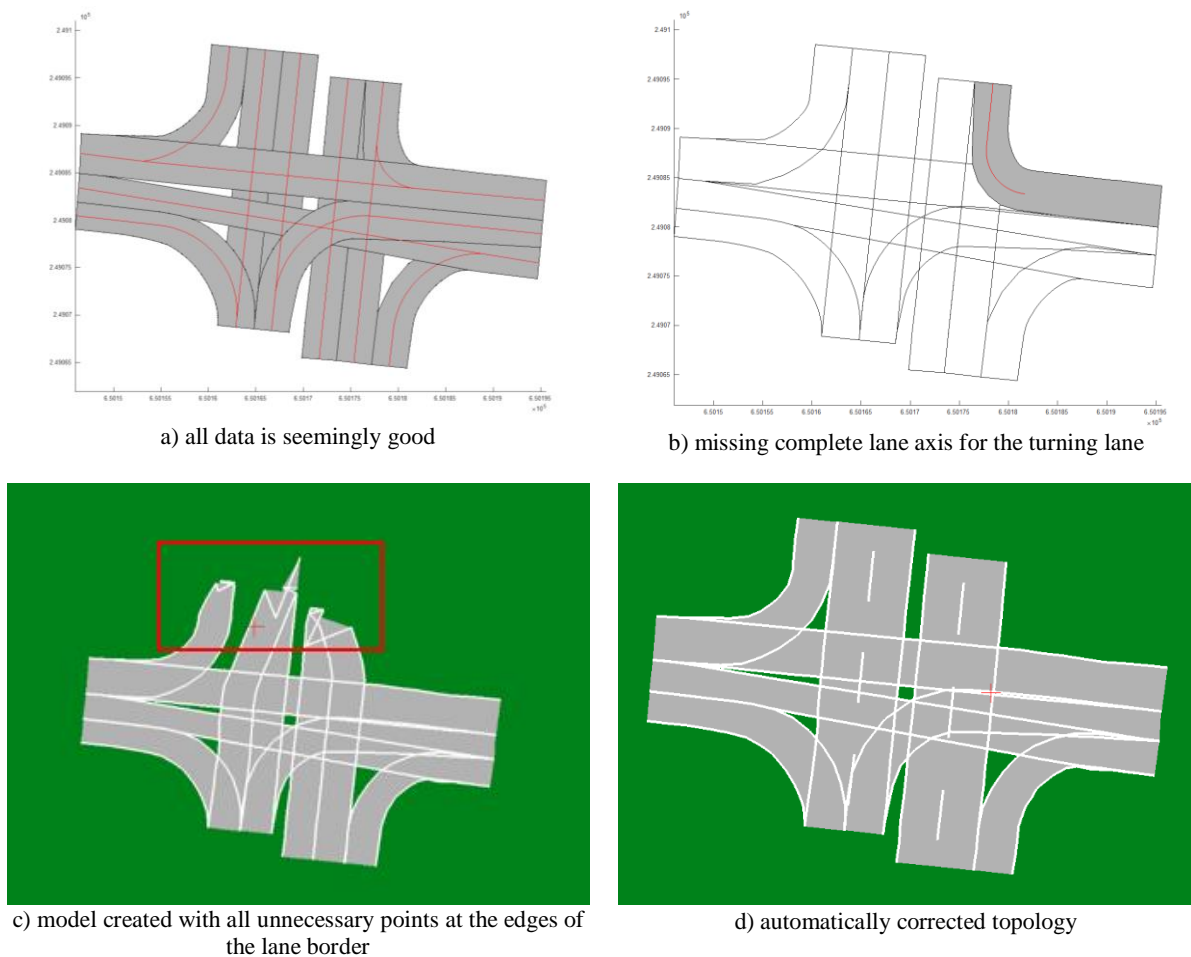 10⁵
2.491
2.49095
2.4909
2.49085
2.4908
2.49075
2.4907
2.49065
6.5015 6.50155 6.5016 6.50165 6.5017 6.50175 6.5018 6.50185 6.5019 6.50195
×10⁵
a) all data is seemingly good
10⁵
2.491
2.49095
2.4909
2.49085
2.4908
2.49075
2.4907
2.49065
6.5015 6.50155 6.5016 6.50165 6.5017 6.50175 6.5018 6.50185 6.5019 6.50195
×10⁵
b) missing complete lane axis for the turning lane
c) model created with all unnecessary points at the edges of
the lane border
d) automatically corrected topology